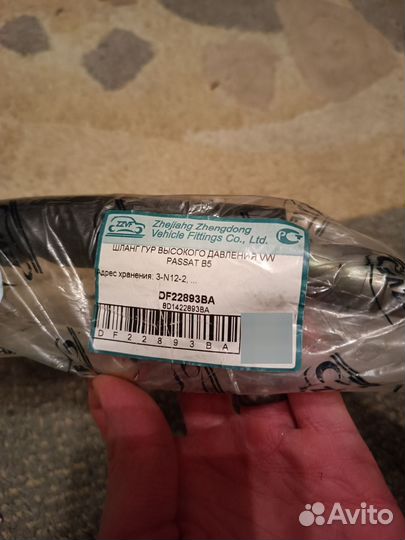 ZZVF
Zhejiahg Zhengdong
Vehicle Fittings Co., Ltd.
ШЛАНГ ГУР ВЫСОКОГО ДАВЛЕНИЯ VW
PASSAT B5
Адрес хранения: 3-N12-2, ...
DF22893BA
8D1422893BA
DF22893BA
Avito